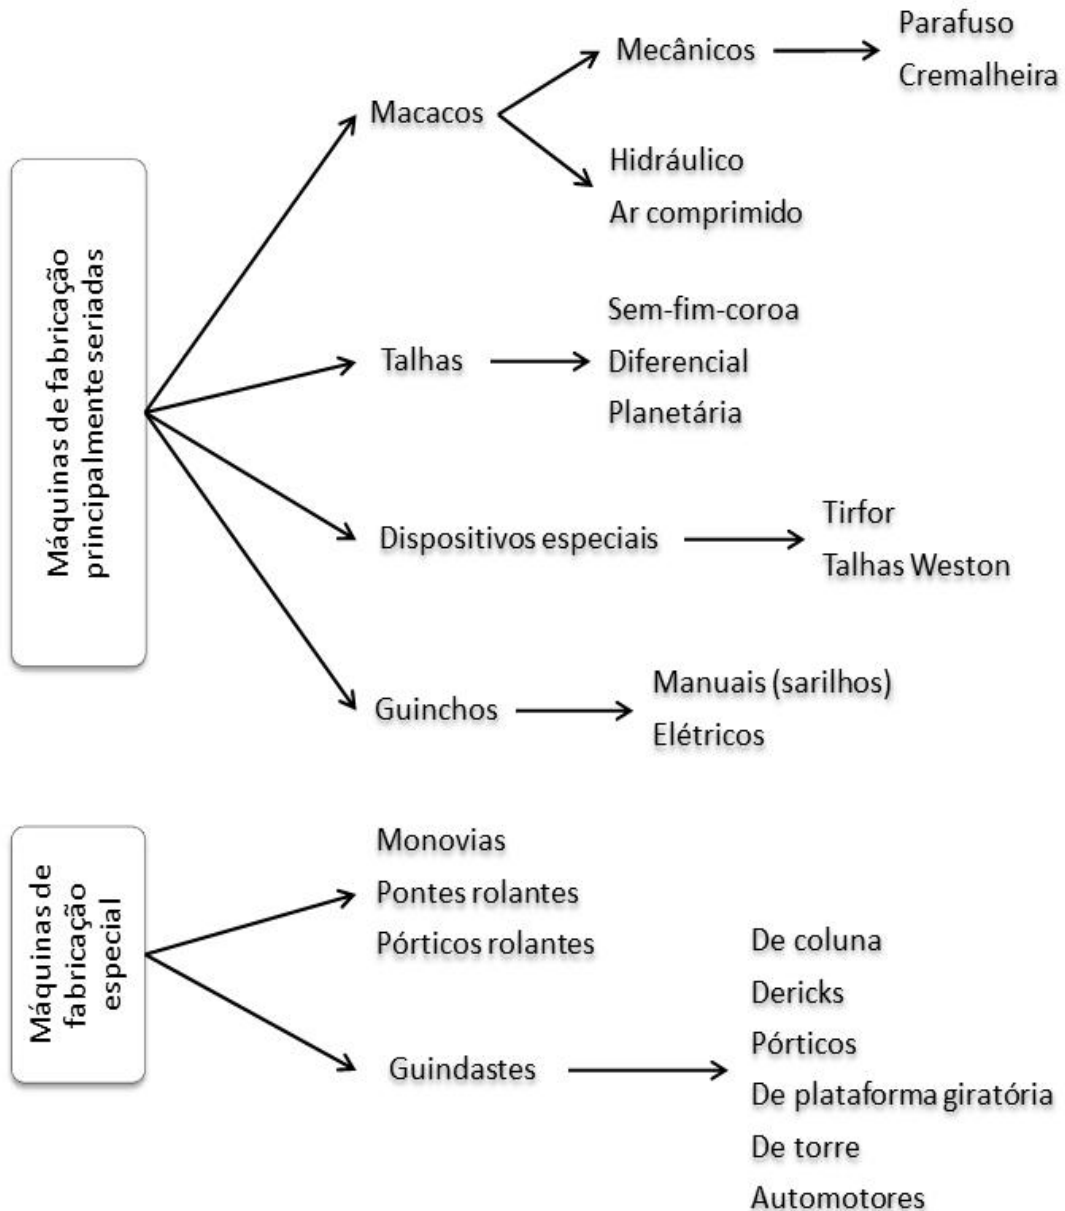 Máquinas de fabricação
principalmente seriadas
Macacos
Mecânicos
Parafuso
Cremalheira
Hidráulico
Ar comprimido
Talhas
Sem-fim-coroa
Diferencial
Planetária
Dispositivos especiais
Tirfor
Talhas Weston
Guinchos
Manuais (sarilhos)
Elétricos
Máquinas de
fabricação
especial
Monovias
Pontes rolantes
Pórticos rolantes
Guindastes
De coluna
Dericks
Pórticos
De plataforma giratória
De torre
Automotores